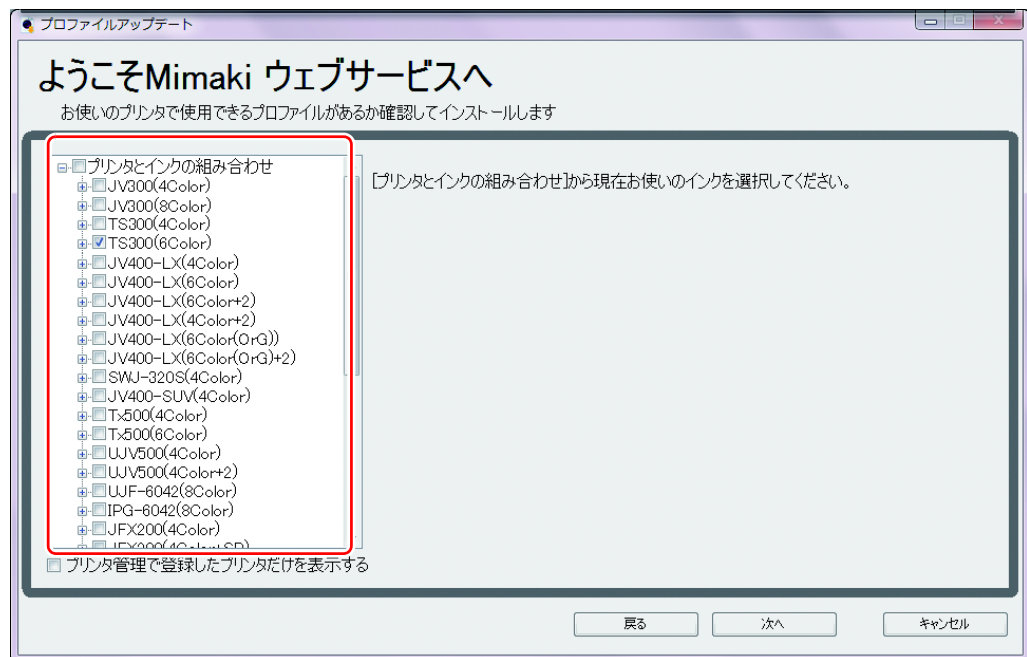 プロファイルアップデート
ようこそMimaki ウェブサービスへ
お使いのプリンタで使用できるプロファイルがあるか確認してインストールします
プリンタとインクの組み合わせ
JV300(4Color)
JV300(8Color)
TS300(4Color)
TS300(6Color)
JV400-LX(4Color)
JV400-LX(6Color)
JV400-LX(6Color+2)
JV400-LX(4Color+2)
JV400-LX(6Color(OrG))
JV400-LX(6Color(OrG)+2)
SWJ-320S(4Color)
JV400-SUV(4Color)
Tx500(4Color)
Tx500(6Color)
UJV500(4Color)
UJV500(4Color+2)
UJF-6042(8Color)
IPG-6042(8Color)
JFX200(4Color)
[プリンタとインクの組み合わせ]から現在お使いのインクを選択してください。
プリンタ管理で登録したプリンタだけを表示する
戻る
次へ
キャンセル